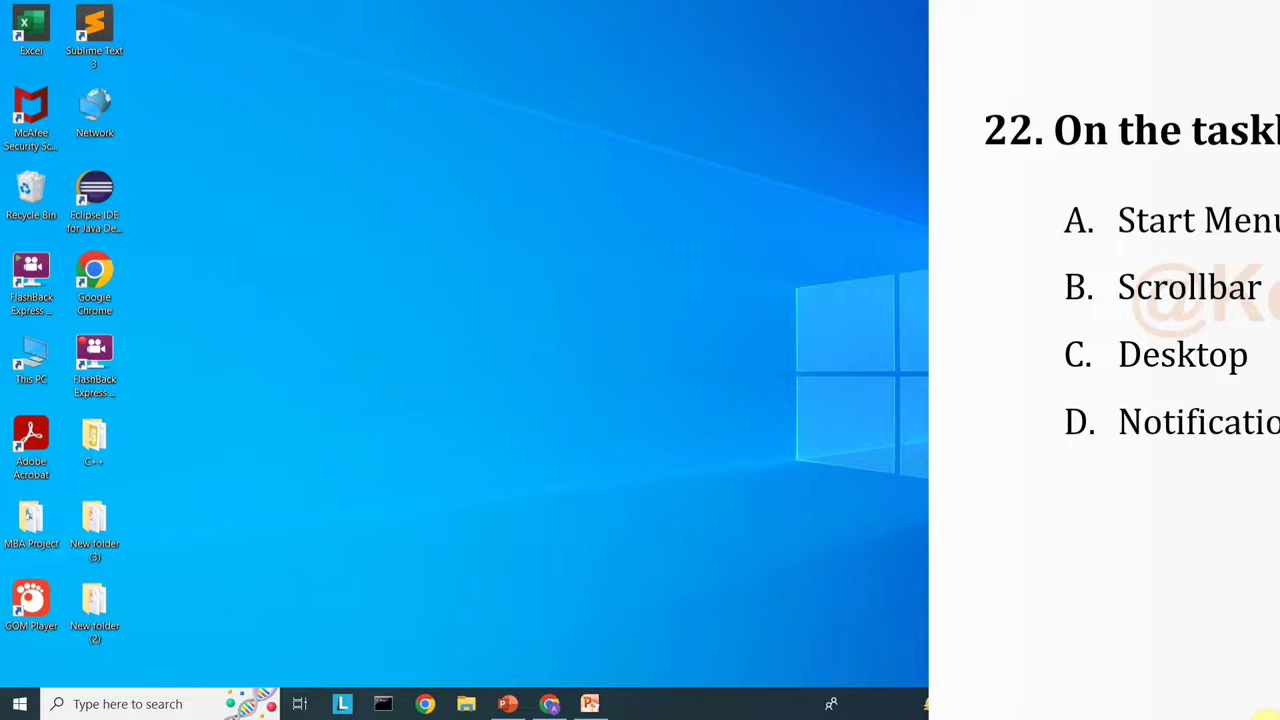 Excel
Sublime Text
3
McAfee
Security Sc...
Network
Recycle Bin
Eclipse IDE
for Java De...
FlashBack
Express ...
Google
Chrome
This PC
FlashBack
Express ...
Adobe
Acrobat
C++
MBA Project
New folder
(3)
GOM Player
New folder
(2)
Type here to search
22. On the task
A. Start Menu
B. Scrollbar
C. Desktop
D. Notificatio